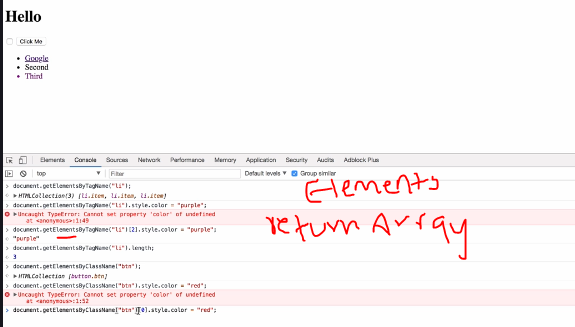 Hello
Click Me
Google
Second
Third
Elements Console Sources Network Performance Memory Application Security Audits Adblock Plus
top Filter Default levels ▼ Group similar
document.getElementsByTagName("li");
HTMLCollection(3) [li.item, li.item, li.item]
document.getElementsByTagName("li").style.color = "purple";
Uncaught TypeError: Cannot set property 'color' of undefined
at <anonymous>:1:49
document.getElementsByTagName("li")[2].style.color = "purple";
"purple"
document.getElementsByTagName("li").length;
3
document.getElementsByClassName("btn");
HTMLCollection [button.btn]
document.getElementsByClassName("btn").style.color = "red";
Uncaught TypeError: Cannot set property 'color' of undefined
at <anonymous>:1:52
document.getElementsByClassName("btn")[0].style.color = "red";
Elements
return Array